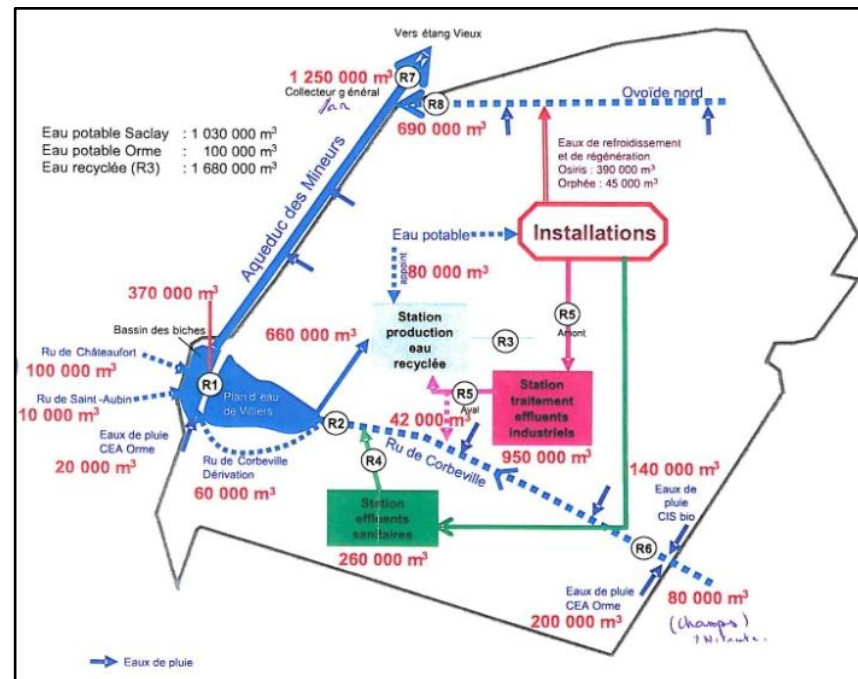 Vers étang Vieux
1 250 000 m³
R7
Collecteur général
/an
R8
Ovoïde nord
690 000 m³
Eau potable Saclay : 1 030 000 m³
Eau potable Orme : 100 000 m³
Eau recyclée (R3) : 1 680 000 m³
Eaux de refroidissement
et de régénération
Osiris : 390 000 m³
Orphée : 45 000 m³
Aqueduc des Mineurs
Eau potable
Installations
appoint
80 000 m³
370 000 m³
Bassin des biches
660 000 m³
Station
production
eau
recyclée
R3
R5
Amont
Ru de Châteaufort
100 000 m³
R1
Ru de Saint-Aubin
10 000 m³
Plan d'eau
de Villiers
R5
Aval
Station
traitement
effluents
industriels
42 000 m³
950 000 m³
R2
Eaux de pluie
CEA Orme
20 000 m³
Ru de Corbeville
Dérivation
60 000 m³
R4
Ru de Corbeville
140 000 m³
Eaux de
pluie
CIS bio
Station
effluents
sanitaires
260 000 m³
R6
Eaux de pluie
CEA Orme
200 000 m³
80 000 m³
(champs)
Eaux de pluie